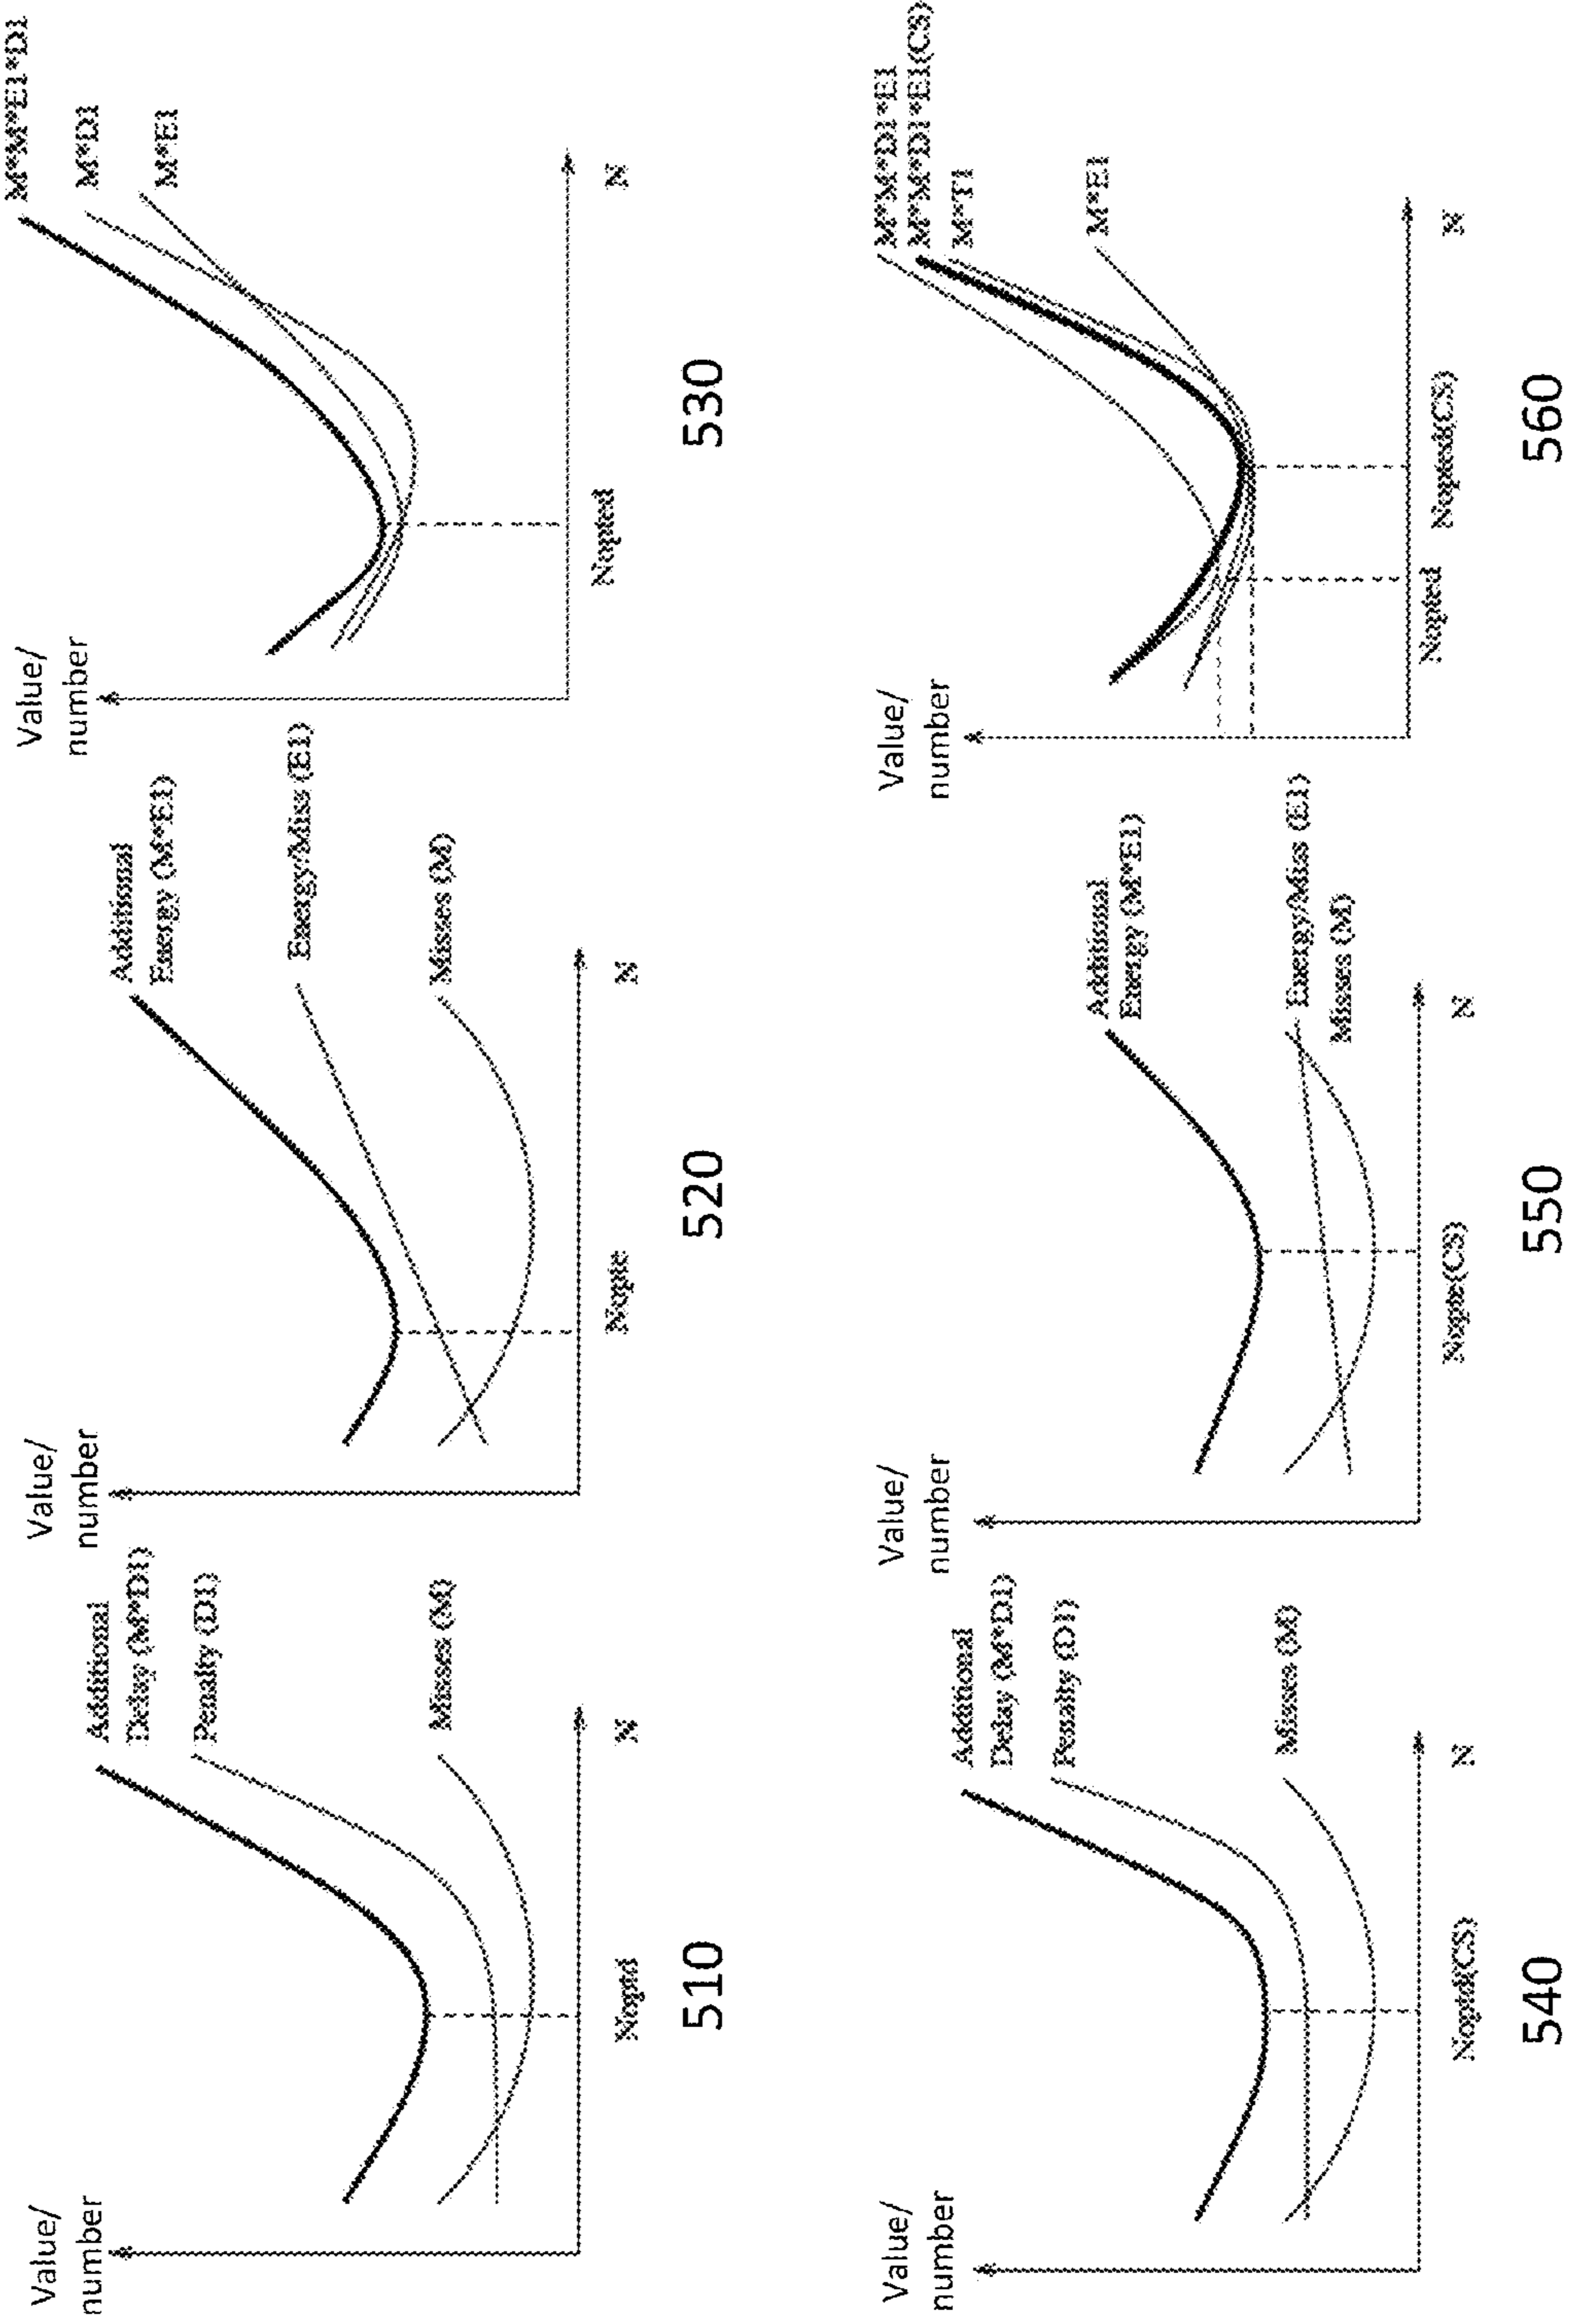 Value/
number
Additional
Delay (M*D1)
Penalty (D1)
Misses (M)
N
Noptd
510
Value/
number
Additional
Energy (M*E1)
Energy/Miss (E1)
Misses (M)
N
Nopte
520
Value/
number
M*M*E1*D1
M*D1
M*E1
N
Nopted
530
Value/
number
Additional
Delay (M*D1)
Penalty (D1)
Misses (M)
N
Noptd(CS)
540
Value/
number
Additional
Energy (M*E1)
Energy/Miss (E1)
Misses (M)
N
Nopte(CS)
550
Value/
number
M*M*D1*E1
M*M*D1*E1(CS)
M*T1
M*E1
N
Nopted
Nopted(CS)
560